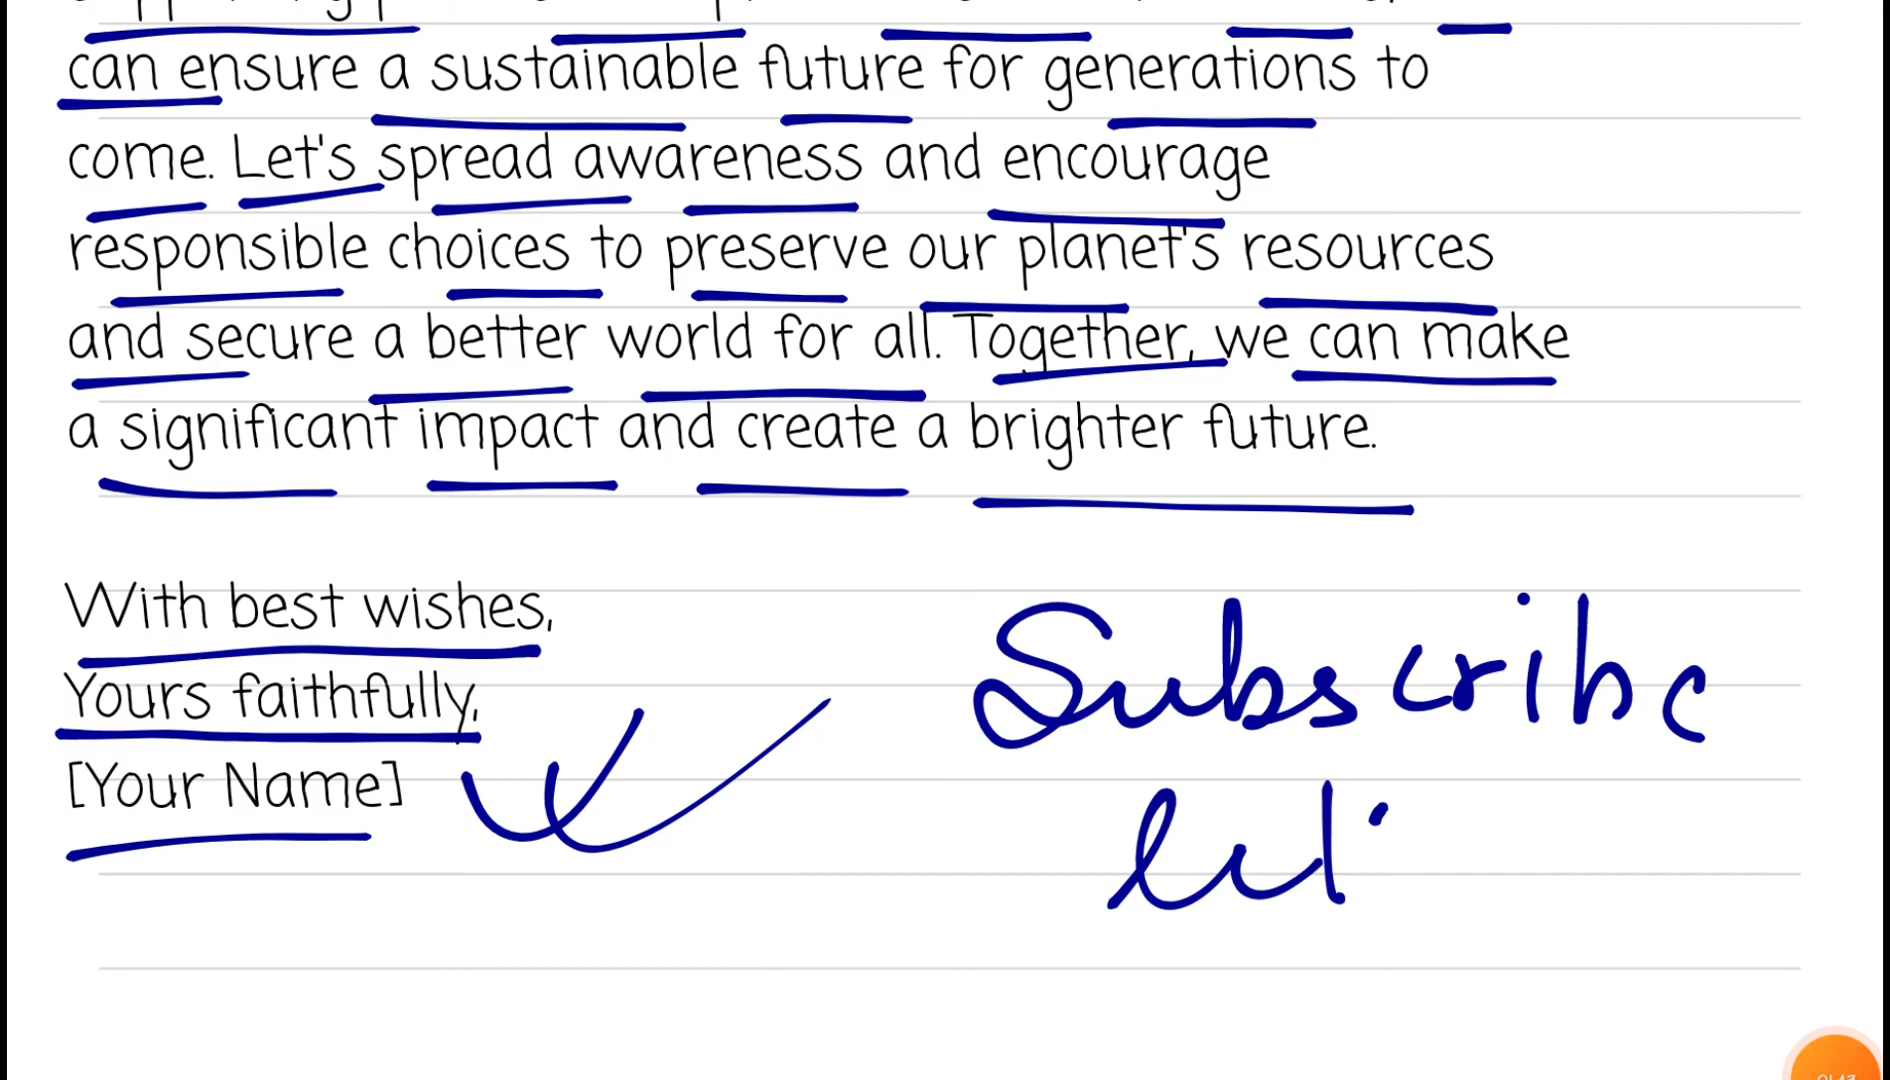 can ensure a sustainable future for generations to
come. Let's spread awareness and encourage
responsible choices to preserve our planet's resources
and secure a better world for all. Together, we can make
a significant impact and create a brighter future.
With best wishes,
Yours faithfully,
[Your Name]
Subscribe